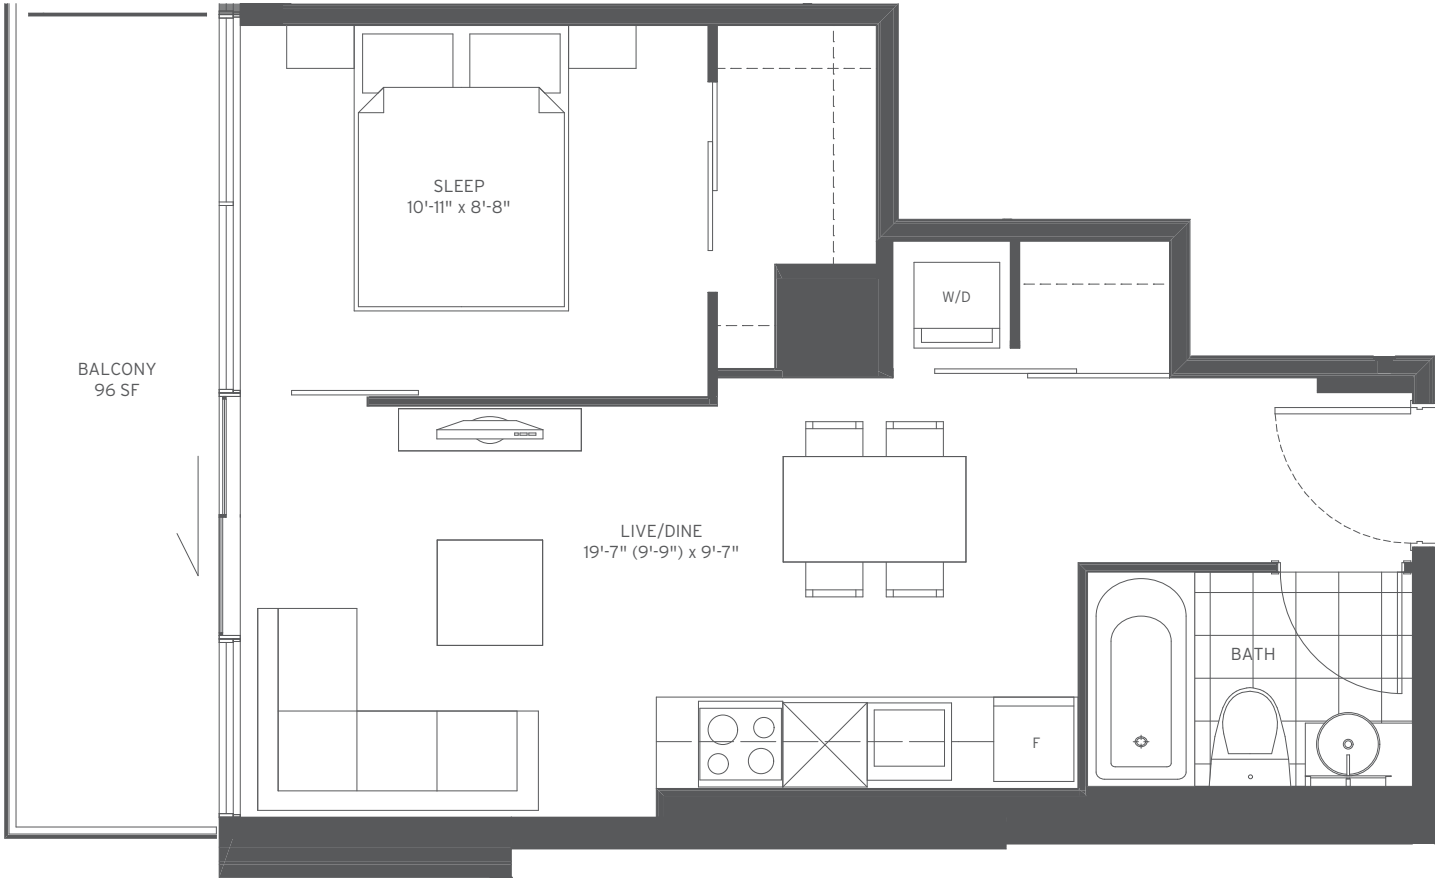 SLEEP
10'-11" x 8'-8"
W/D
BALCONY
96 SF
LIVE/DINE
19'-7" (9'-9") x 9'-7"
BATH
F